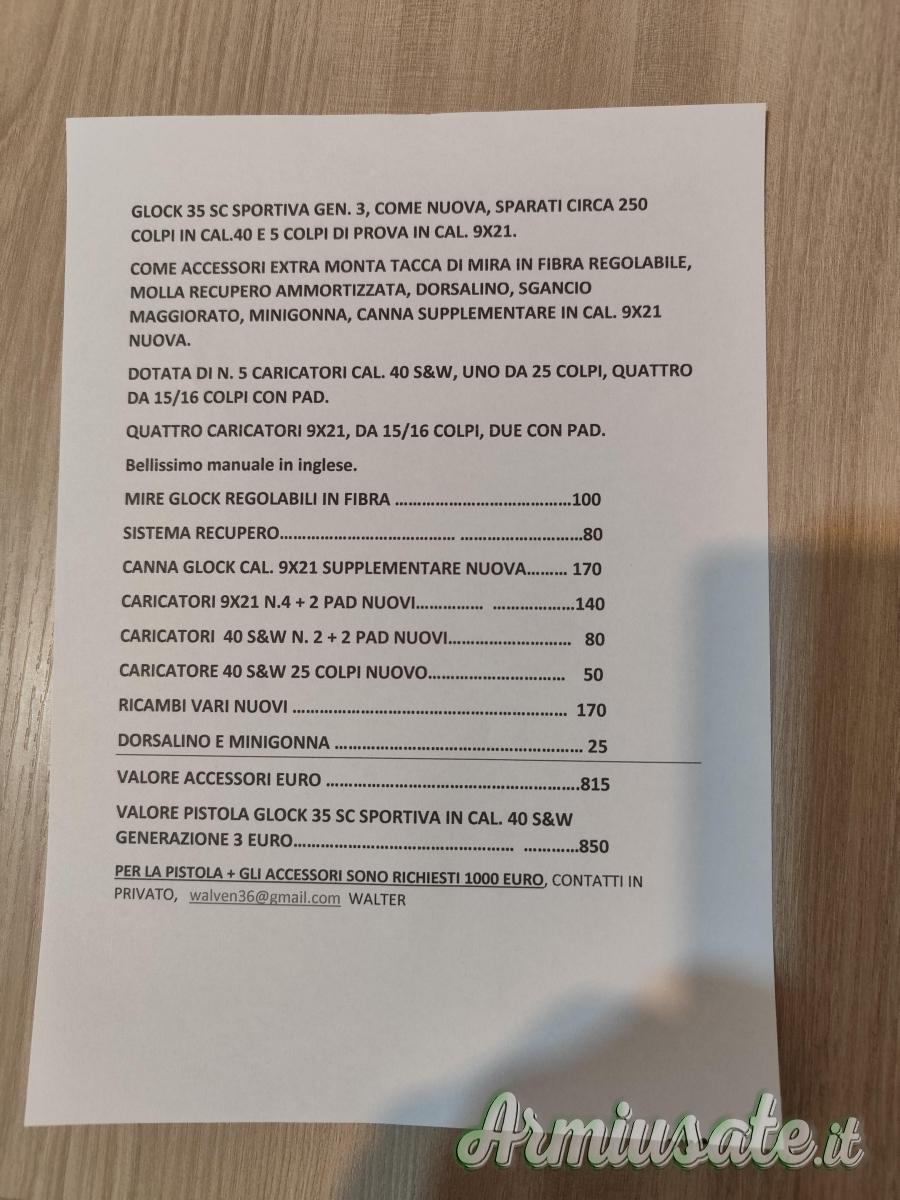 GLOCK 35 SC SPORTIVA GEN. 3, COME NUOVA, SPARATI CIRCA 250
COLPI IN CAL.40 E 5 COLPI DI PROVA IN CAL. 9X21.
COME ACCESSORI EXTRA MONTA TACCA DI MIRA IN FIBRA REGOLABILE,
MOLLA RECUPERO AMMORTIZZATA, DORSALINO, SGANCIO
MAGGIORATO, MINIGONNA, CANNA SUPPLEMENTARE IN CAL. 9X21
NUOVA.
DOTATA DI N. 5 CARICATORI CAL. 40 S&W, UNO DA 25 COLPI, QUATTRO
DA 15/16 COLPI CON PAD.
QUATTRO CARICATORI 9X21, DA 15/16 COLPI, DUE CON PAD.
Bellissimo manuale in inglese.
MIRE GLOCK REGOLABILI IN FIBRA …………………………………100
SISTEMA RECUPERO………………………………… ………………………80
CANNA GLOCK CAL. 9X21 SUPPLEMENTARE NUOVA……… 170
CARICATORI 9X21 N.4 + 2 PAD NUOVI…………… ………………140
CARICATORI 40 S&W N. 2 + 2 PAD NUOVI……………………… 80
CARICATORE 40 S&W 25 COLPI NUOVO………………………… 50
RICAMBI VARI NUOVI …………………………………………………… 170
DORSALINO E MINIGONNA ……………………………………………… 25
VALORE ACCESSORI EURO ……………………………………………….815
VALORE PISTOLA GLOCK 35 SC SPORTIVA IN CAL. 40 S&W
GENERAZIONE 3 EURO………………………………………… …………850
PER LA PISTOLA + GLI ACCESSORI SONO RICHIESTI 1000 EURO, CONTATTI IN
PRIVATO, walven36@gmail.com WALTER
Armiusate.it